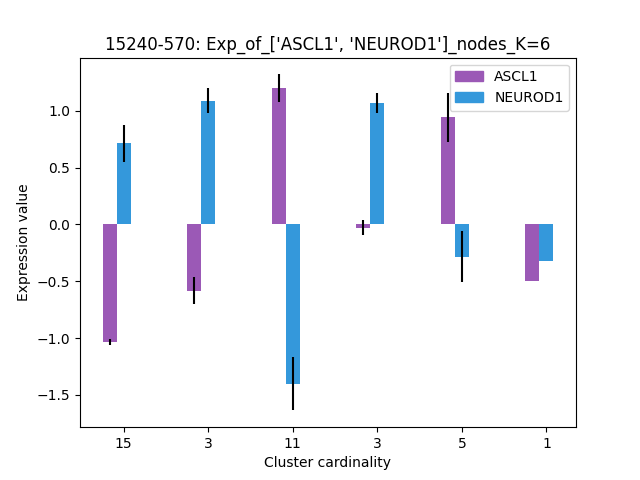 15240-570: Exp_of_['ASCL1', 'NEUROD1']_nodes_K=6
ASCL1
NEUROD1
1.0
0.5
0.0
−0.5
−1.0
−1.5
Expression value
15 3 11 3 5 1
Cluster cardinality